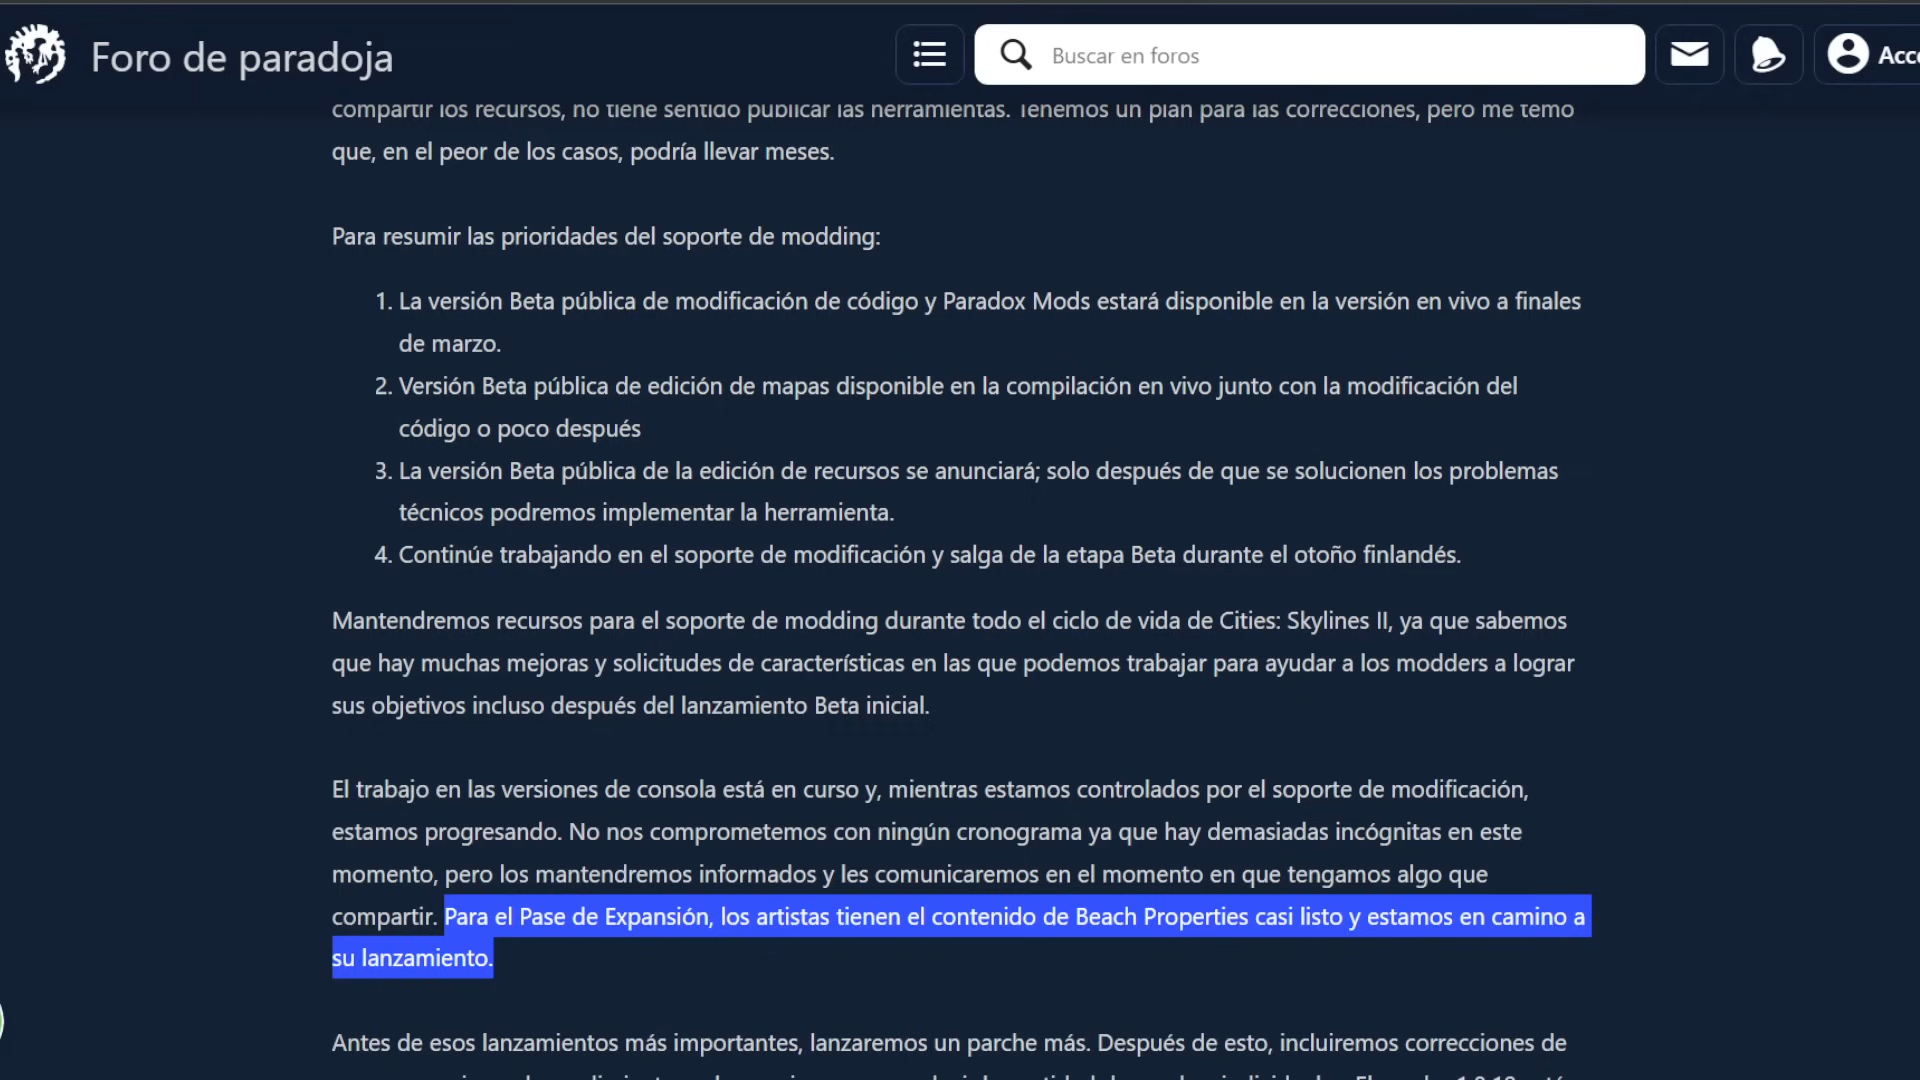 Foro de paradoja
Buscar en foros
Acce
compartir los recursos, no tiene sentido publicar las herramientas. Tenemos un plan para las correcciones, pero me temo
que, en el peor de los casos, podría llevar meses.
Para resumir las prioridades del soporte de modding:
1. La versión Beta pública de modificación de código y Paradox Mods estará disponible en la versión en vivo a finales
de marzo.
2. Versión Beta pública de edición de mapas disponible en la compilación en vivo junto con la modificación del
código o poco después
3. La versión Beta pública de la edición de recursos se anunciará; solo después de que se solucionen los problemas
técnicos podremos implementar la herramienta.
4. Continúe trabajando en el soporte de modificación y salga de la etapa Beta durante el otoño finlandés.
Mantendremos recursos para el soporte de modding durante todo el ciclo de vida de Cities: Skylines II, ya que sabemos
que hay muchas mejoras y solicitudes de características en las que podemos trabajar para ayudar a los modders a lograr
sus objetivos incluso después del lanzamiento Beta inicial.
El trabajo en las versiones de consola está en curso y, mientras estamos controlados por el soporte de modificación,
estamos progresando. No nos comprometemos con ningún cronograma ya que hay demasiadas incógnitas en este
momento, pero los mantendremos informados y les comunicaremos en el momento en que tengamos algo que
compartir. Para el Pase de Expansión, los artistas tienen el contenido de Beach Properties casi listo y estamos en camino a
su lanzamiento.
Antes de esos lanzamientos más importantes, lanzaremos un parche más. Después de esto, incluiremos correcciones de